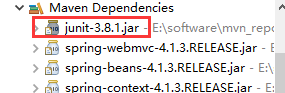 Maven Dependencies
junit-3.8.1.jar - E:\software\mvn_repo
spring-webmvc-4.1.3.RELEASE.jar
spring-beans-4.1.3.RELEASE.jar - E:\
spring-context-4.1.3.RELEASE.jar -